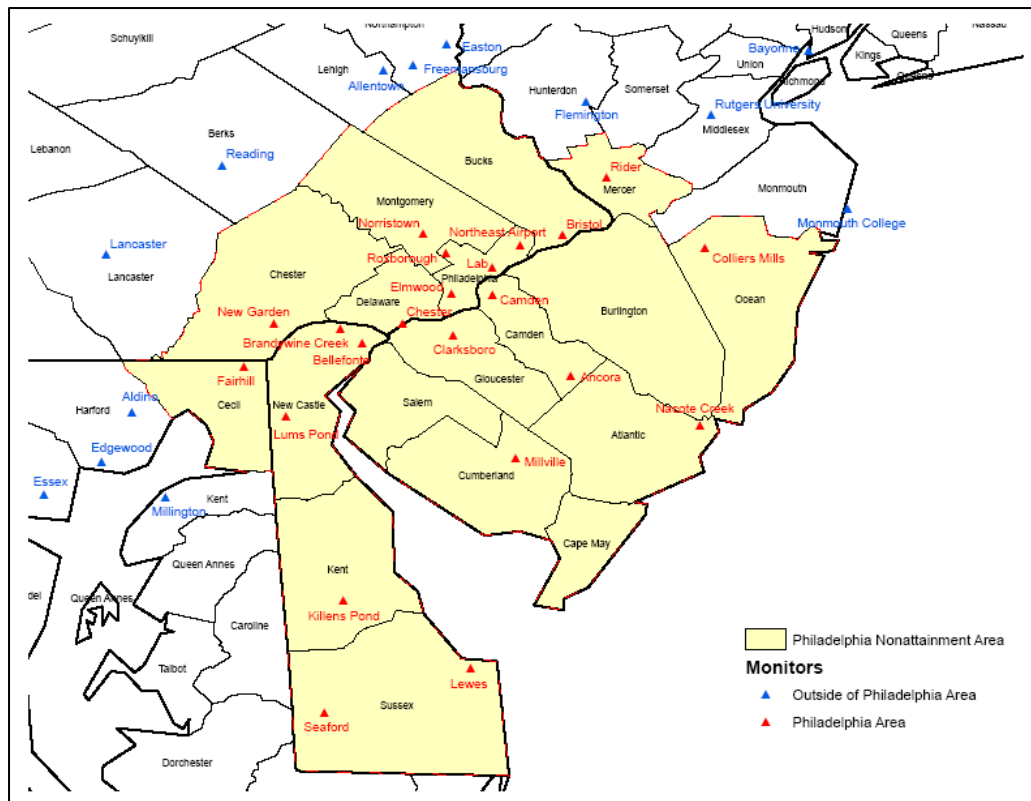 Northampton
Hudson
Queens
Nassau
Schuylkill
Easton
Bayonne
Kings
Queens
Union
Lehigh
Freemansburg
Richmond
Allentown
Hunterdon
Somerset
Flemington
Rutgers University
Middlesex
Berks
Lebanon
Reading
Bucks
Rider
Mercer
Monmouth
Montgomery
Norristown
Northeast Airport
Bristol
Monmouth College
Lancaster
Roxborough
Colliers Mills
Lab
Lancaster
Chester
Philadelphia
Elmwood
Delaware
Camden
Ocean
New Garden
Chester
Burlington
Camden
Brandywine Creek
Clarksboro
Bellefonte
Fairhill
Gloucester
Ancora
Aldino
Harford
Cecil
New Castle
Salem
Nacote Creek
Lums Pond
Atlantic
Edgewood
Millville
Cumberland
Essex
Millington
Kent
Cape May
Queen Annes
Kent
del
Queen Annes
Killens Pond
Caroline
Philadelphia Nonattainment Area
Talbot
Lewes
Monitors
Outside of Philadelphia Area
Sussex
Seaford
Philadelphia Area
Dorchester